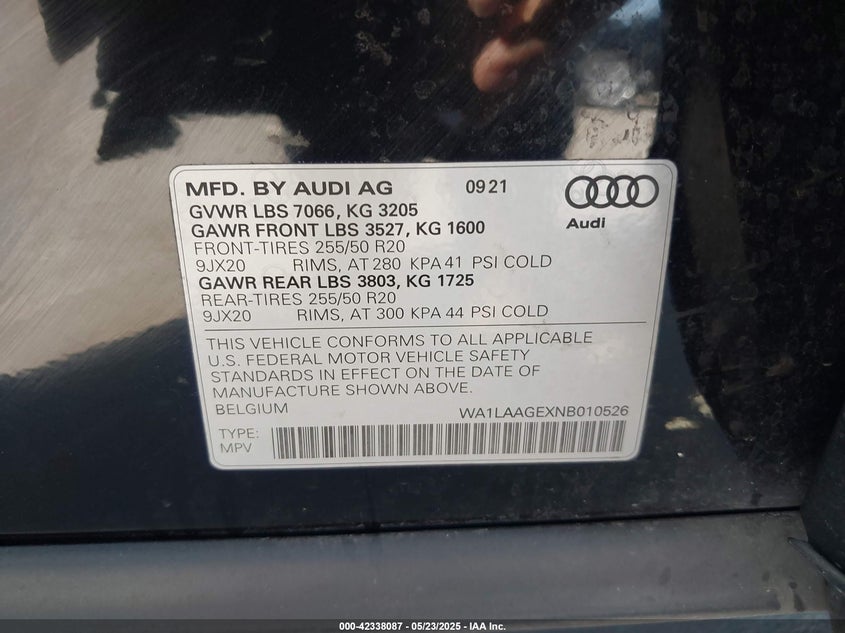 MFD. BY AUDI AG 09 21
GVWR LBS 7066, KG 3205
GAWR FRONT LBS 3527, KG 1600
Audi
FRONT-TIRES 255/50 R20
9JX20 RIMS, AT 280 KPA 41 PSI COLD
GAWR REAR LBS 3803, KG 1725
REAR-TIRES 255/50 R20
9JX20 RIMS, AT 300 KPA 44 PSI COLD
THIS VEHICLE CONFORMS TO ALL APPLICABLE
U.S. FEDERAL MOTOR VEHICLE SAFETY
STANDARDS IN EFFECT ON THE DATE OF
MANUFACTURE SHOWN ABOVE.
BELGIUM WA1LAAGEXNB010526
TYPE:
MPV
000-42338087 - 05/23/2025 - IAA Inc.